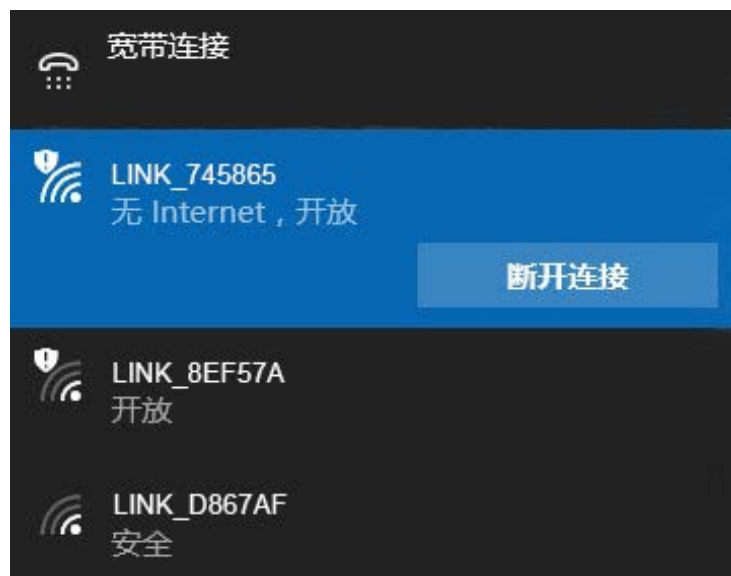 宽带连接
LINK_745865
无 Internet，开放
断开连接
LINK_8EF57A
开放
LINK_D867AF
安全